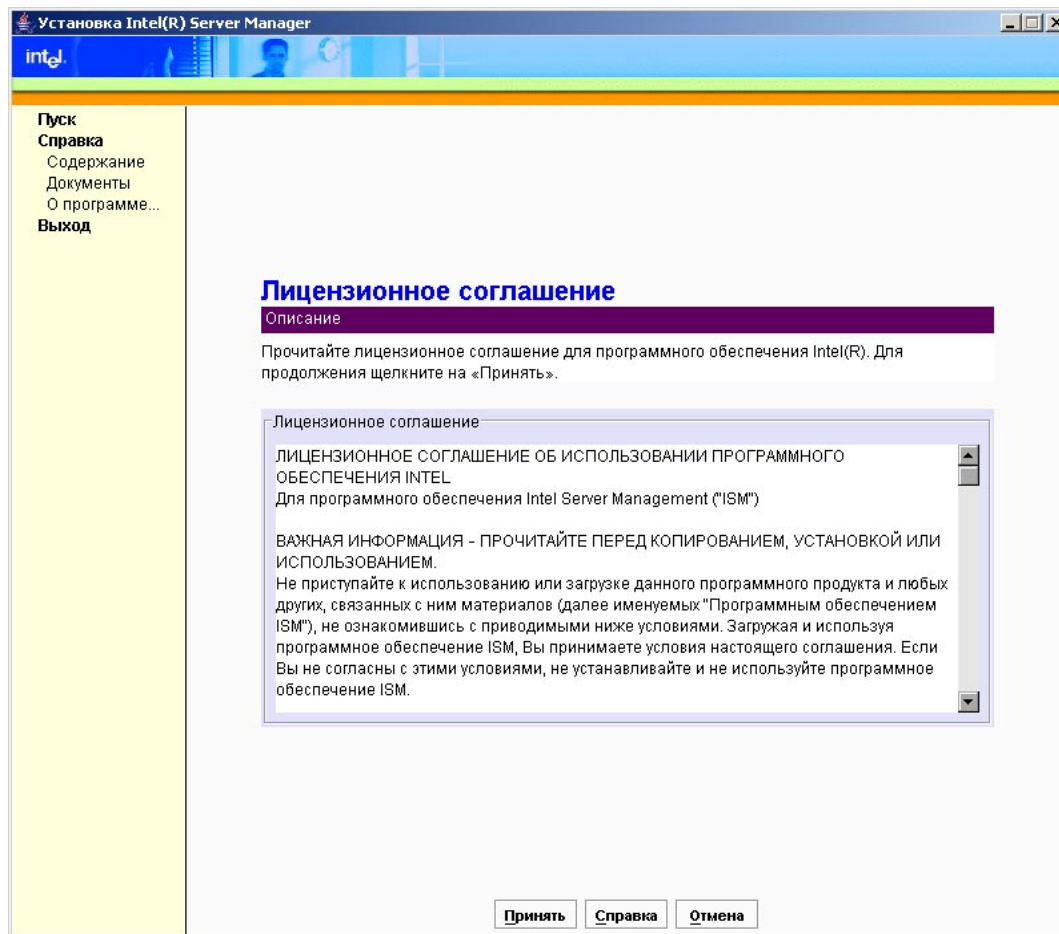 Установка Intel(R) Server Manager
intel.
Пуск
Справка
Содержание
Документы
О программе...
Выход
Лицензионное соглашение
Описание
Прочитайте лицензионное соглашение для программного обеспечения Intel(R). Для
продолжения щелкните на «Принять».
Лицензионное соглашение
ЛИЦЕНЗИОННОЕ СОГЛАШЕНИЕ ОБ ИСПОЛЬЗОВАНИИ ПРОГРАММНОГО
ОБЕСПЕЧЕНИЯ INTEL
Для программного обеспечения Intel Server Management ("ISM")
ВАЖНАЯ ИНФОРМАЦИЯ - ПРОЧИТАЙТЕ ПЕРЕД КОПИРОВАНИЕМ, УСТАНОВКОЙ ИЛИ
ИСПОЛЬЗОВАНИЕМ.
Не приступайте к использованию или загрузке данного программного продукта и любых
других, связанных с ним материалов (далее именуемых "Программным обеспечением
ISM"), не ознакомившись с приводимыми ниже условиями. Загружая и используя
программное обеспечение ISM, Вы принимаете условия настоящего соглашения. Если
Вы не согласны с этими условиями, не устанавливайте и не используйте программное
обеспечение ISM.
Принять Справка Отмена